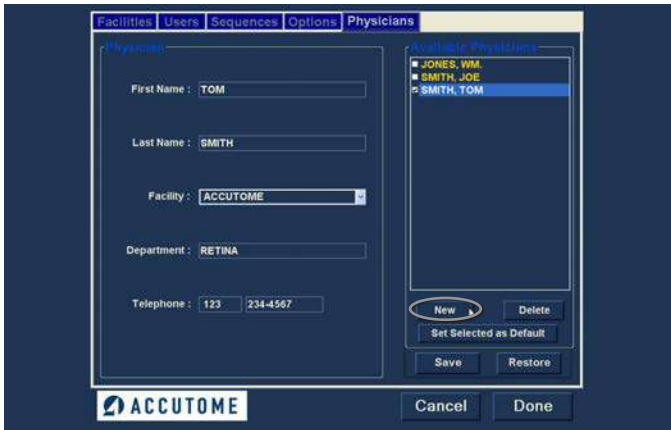 Facilities Users Sequences Options Physicians
Physician
Available Physicians
First Name : TOM
Last Name : SMITH
Facility : ACCUTOME
Department : RETINA
Telephone : 123 234-4567
JONES, WM.
SMITH, JOE
SMITH, TOM
New Delete
Set Selected as Default
Save Restore
ACCUTOME
Cancel Done